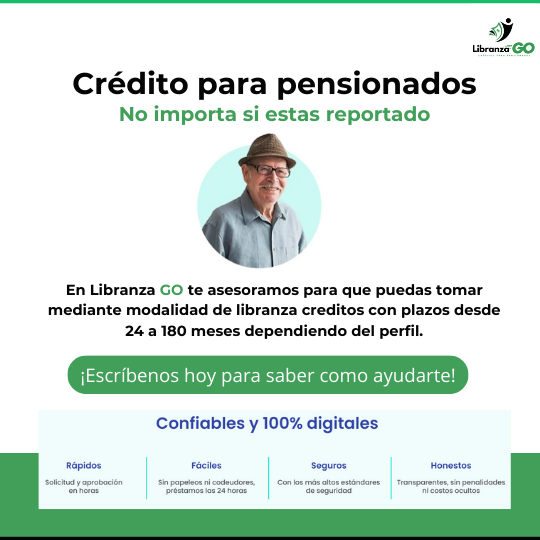 Libranza GO
Crédito para pensionados
No importa si estas reportado
En Libranza GO te asesoramos para que puedas tomar
mediante modalidad de libranza creditos con plazos desde
24 a 180 meses dependiendo del perfil.
¡Escríbenos hoy para saber como ayudarte!
Confiables y 100% digitales
Rápidos
Solicitud y aprobación
en horas
Fáciles
Sin papeleos ni codeudores,
préstamos las 24 horas
Seguros
Con los más altos estándares
de seguridad
Honestos
Transparentes, sin penalidades
ni costos ocultos